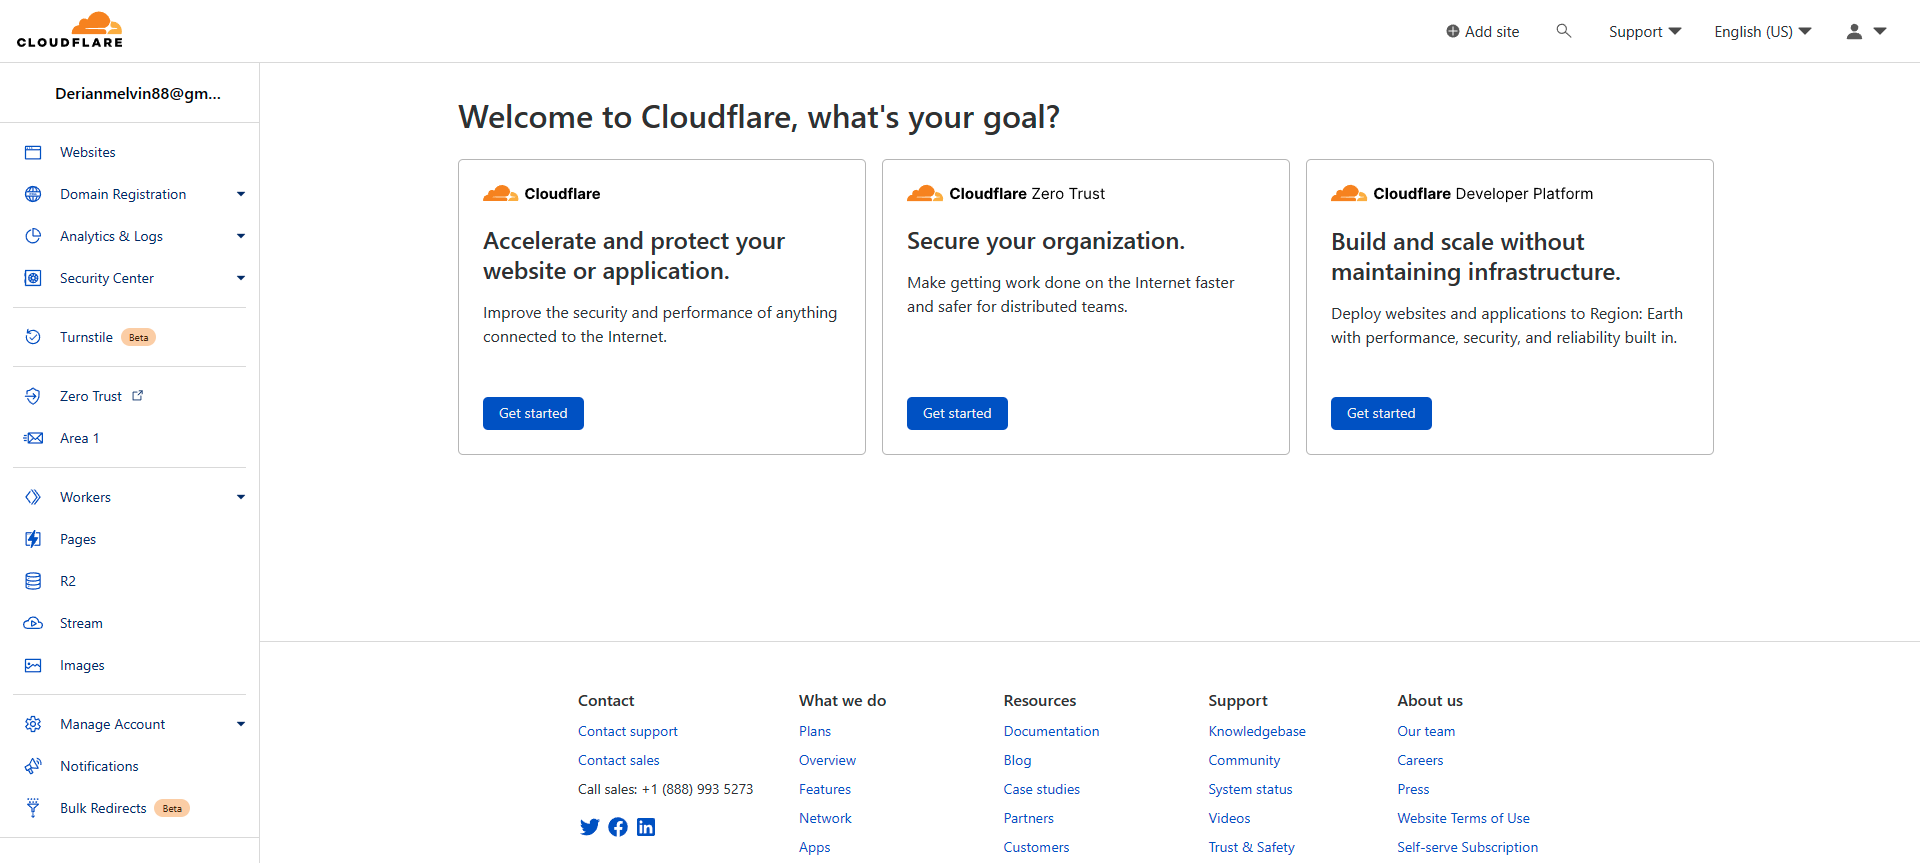 CLOUDFLARE
Add site
Support
English (US)
Derianmelvin88@gm...
Websites
Domain Registration
Analytics & Logs
Security Center
Turnstile Beta
Zero Trust
Area 1
Workers
Pages
R2
Stream
Images
Manage Account
Notifications
Bulk Redirects Beta
Welcome to Cloudflare, what's your goal?
Cloudflare
Accelerate and protect your
website or application.
Improve the security and performance of anything
connected to the Internet.
Get started
Cloudflare Zero Trust
Secure your organization.
Make getting work done on the Internet faster
and safer for distributed teams.
Get started
Cloudflare Developer Platform
Build and scale without
maintaining infrastructure.
Deploy websites and applications to Region: Earth
with performance, security, and reliability built in.
Get started
Contact
Contact support
Contact sales
Call sales: +1 (888) 993 5273
What we do
Plans
Overview
Features
Network
Apps
Resources
Documentation
Blog
Case studies
Partners
Customers
Support
Knowledgebase
Community
System status
Videos
Trust & Safety
About us
Our team
Careers
Press
Website Terms of Use
Self-serve Subscription